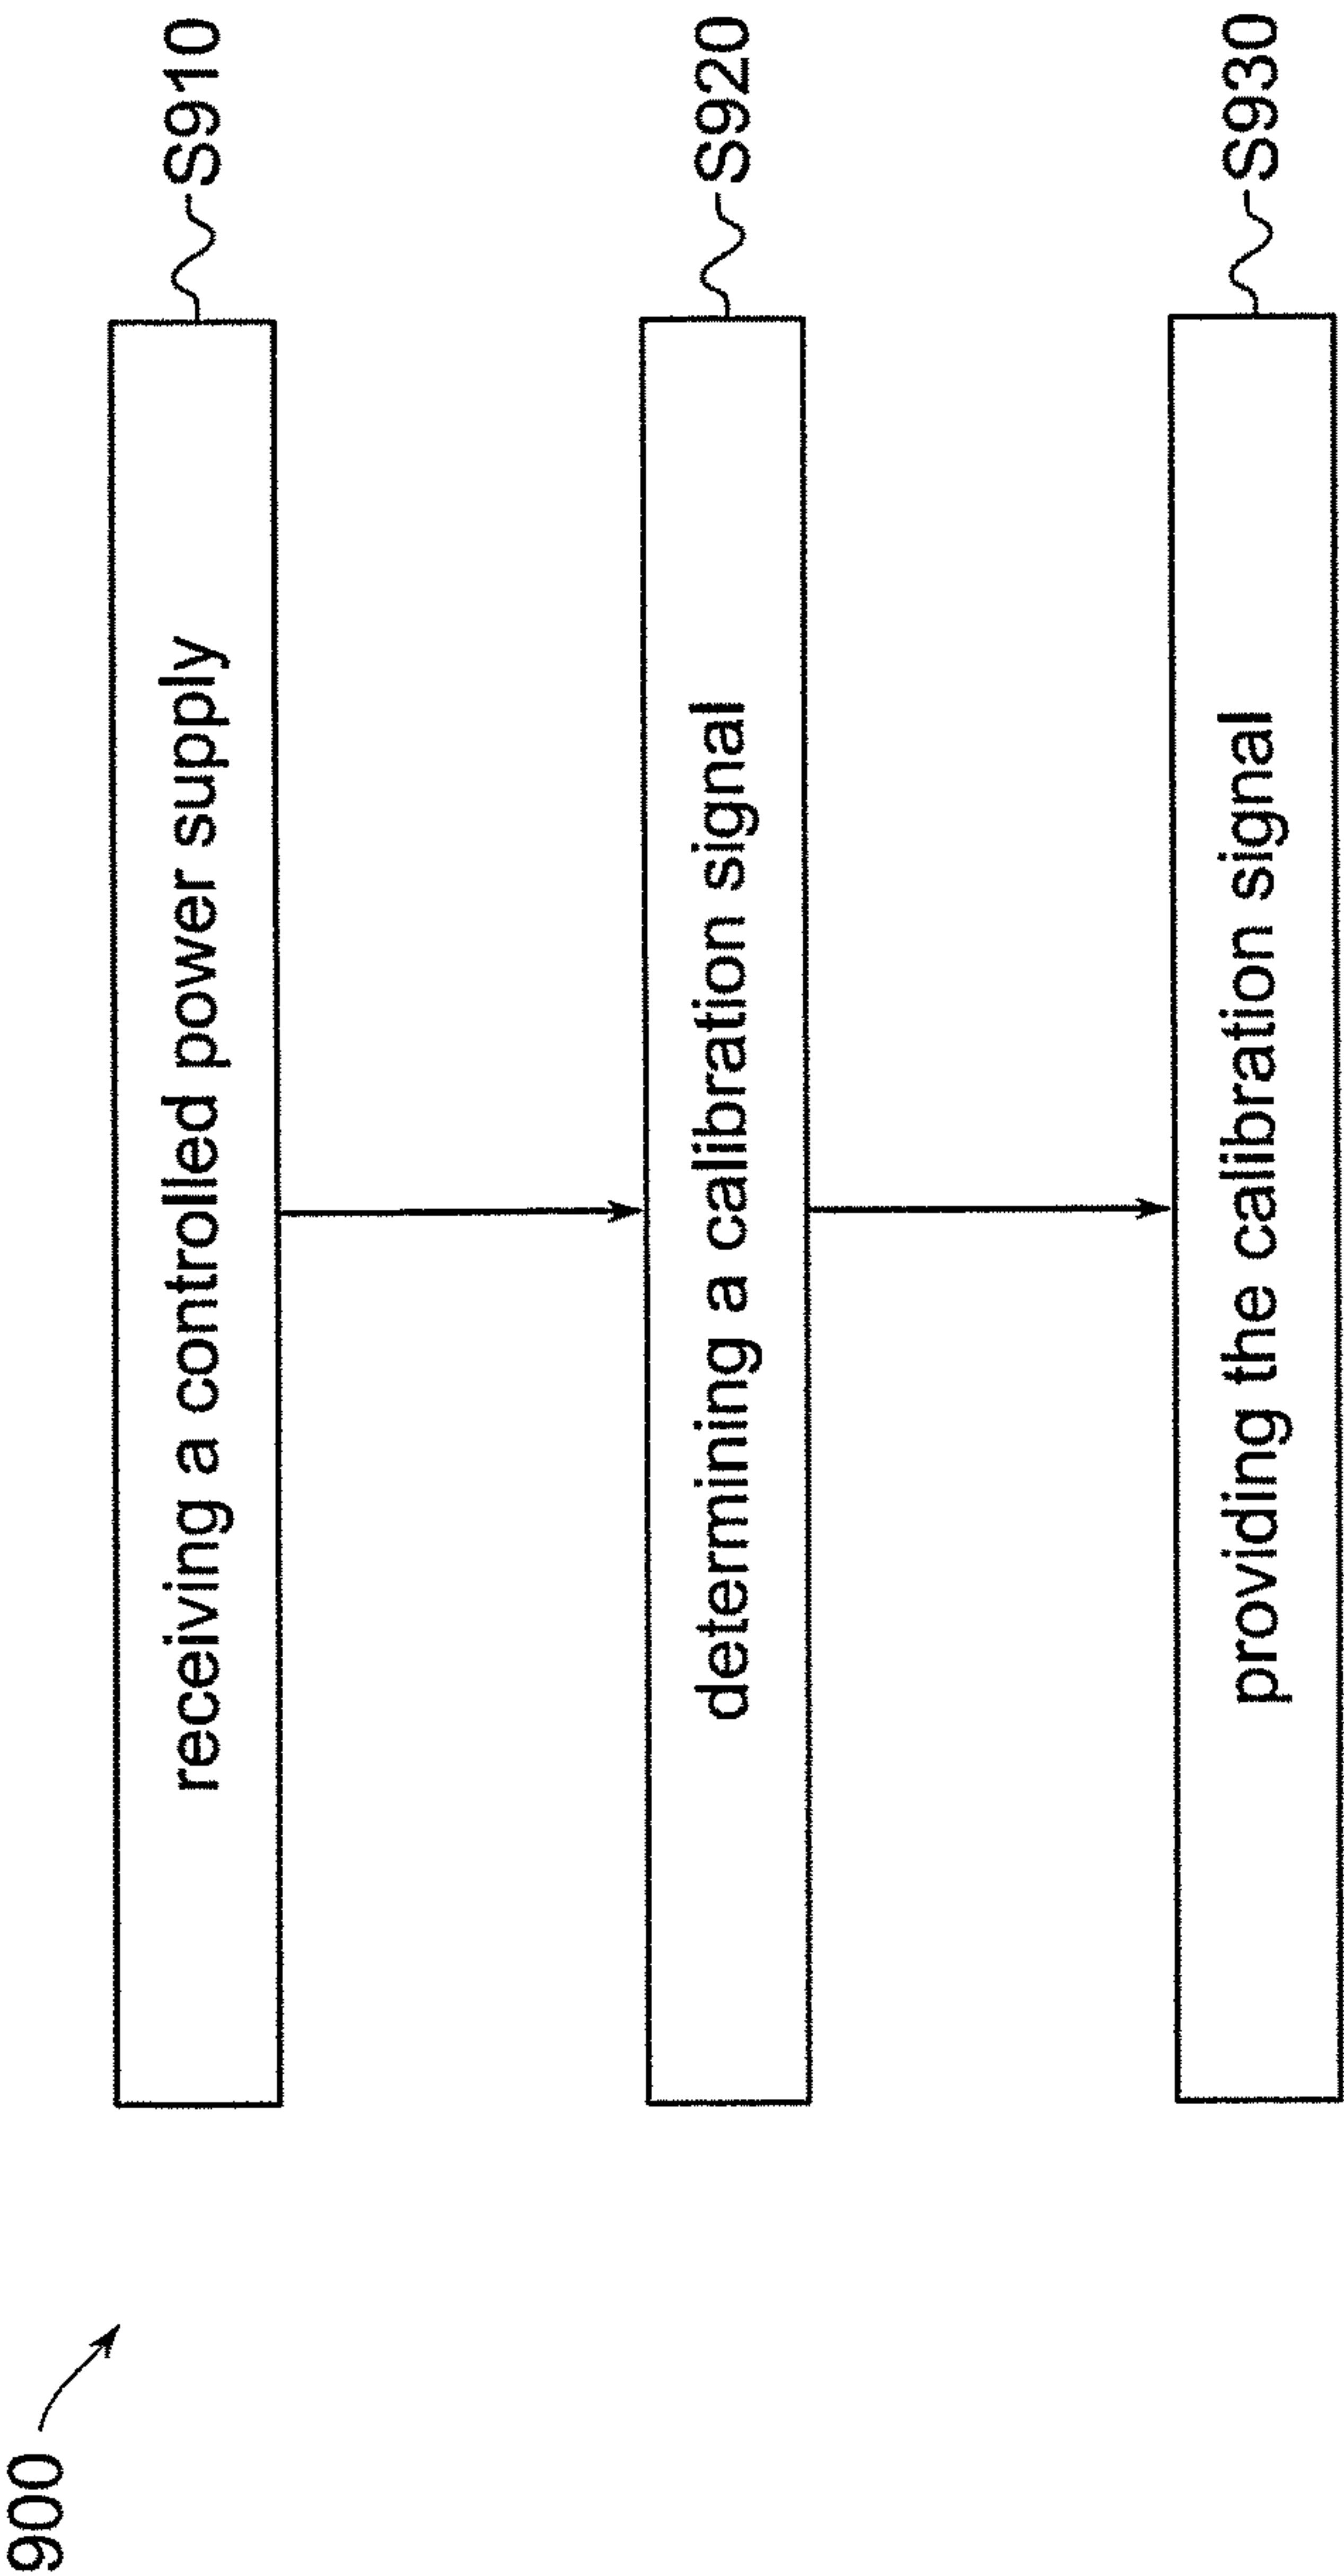 900
receiving a controlled power supply
S910
determining a calibration signal
S920
providing the calibration signal
S930